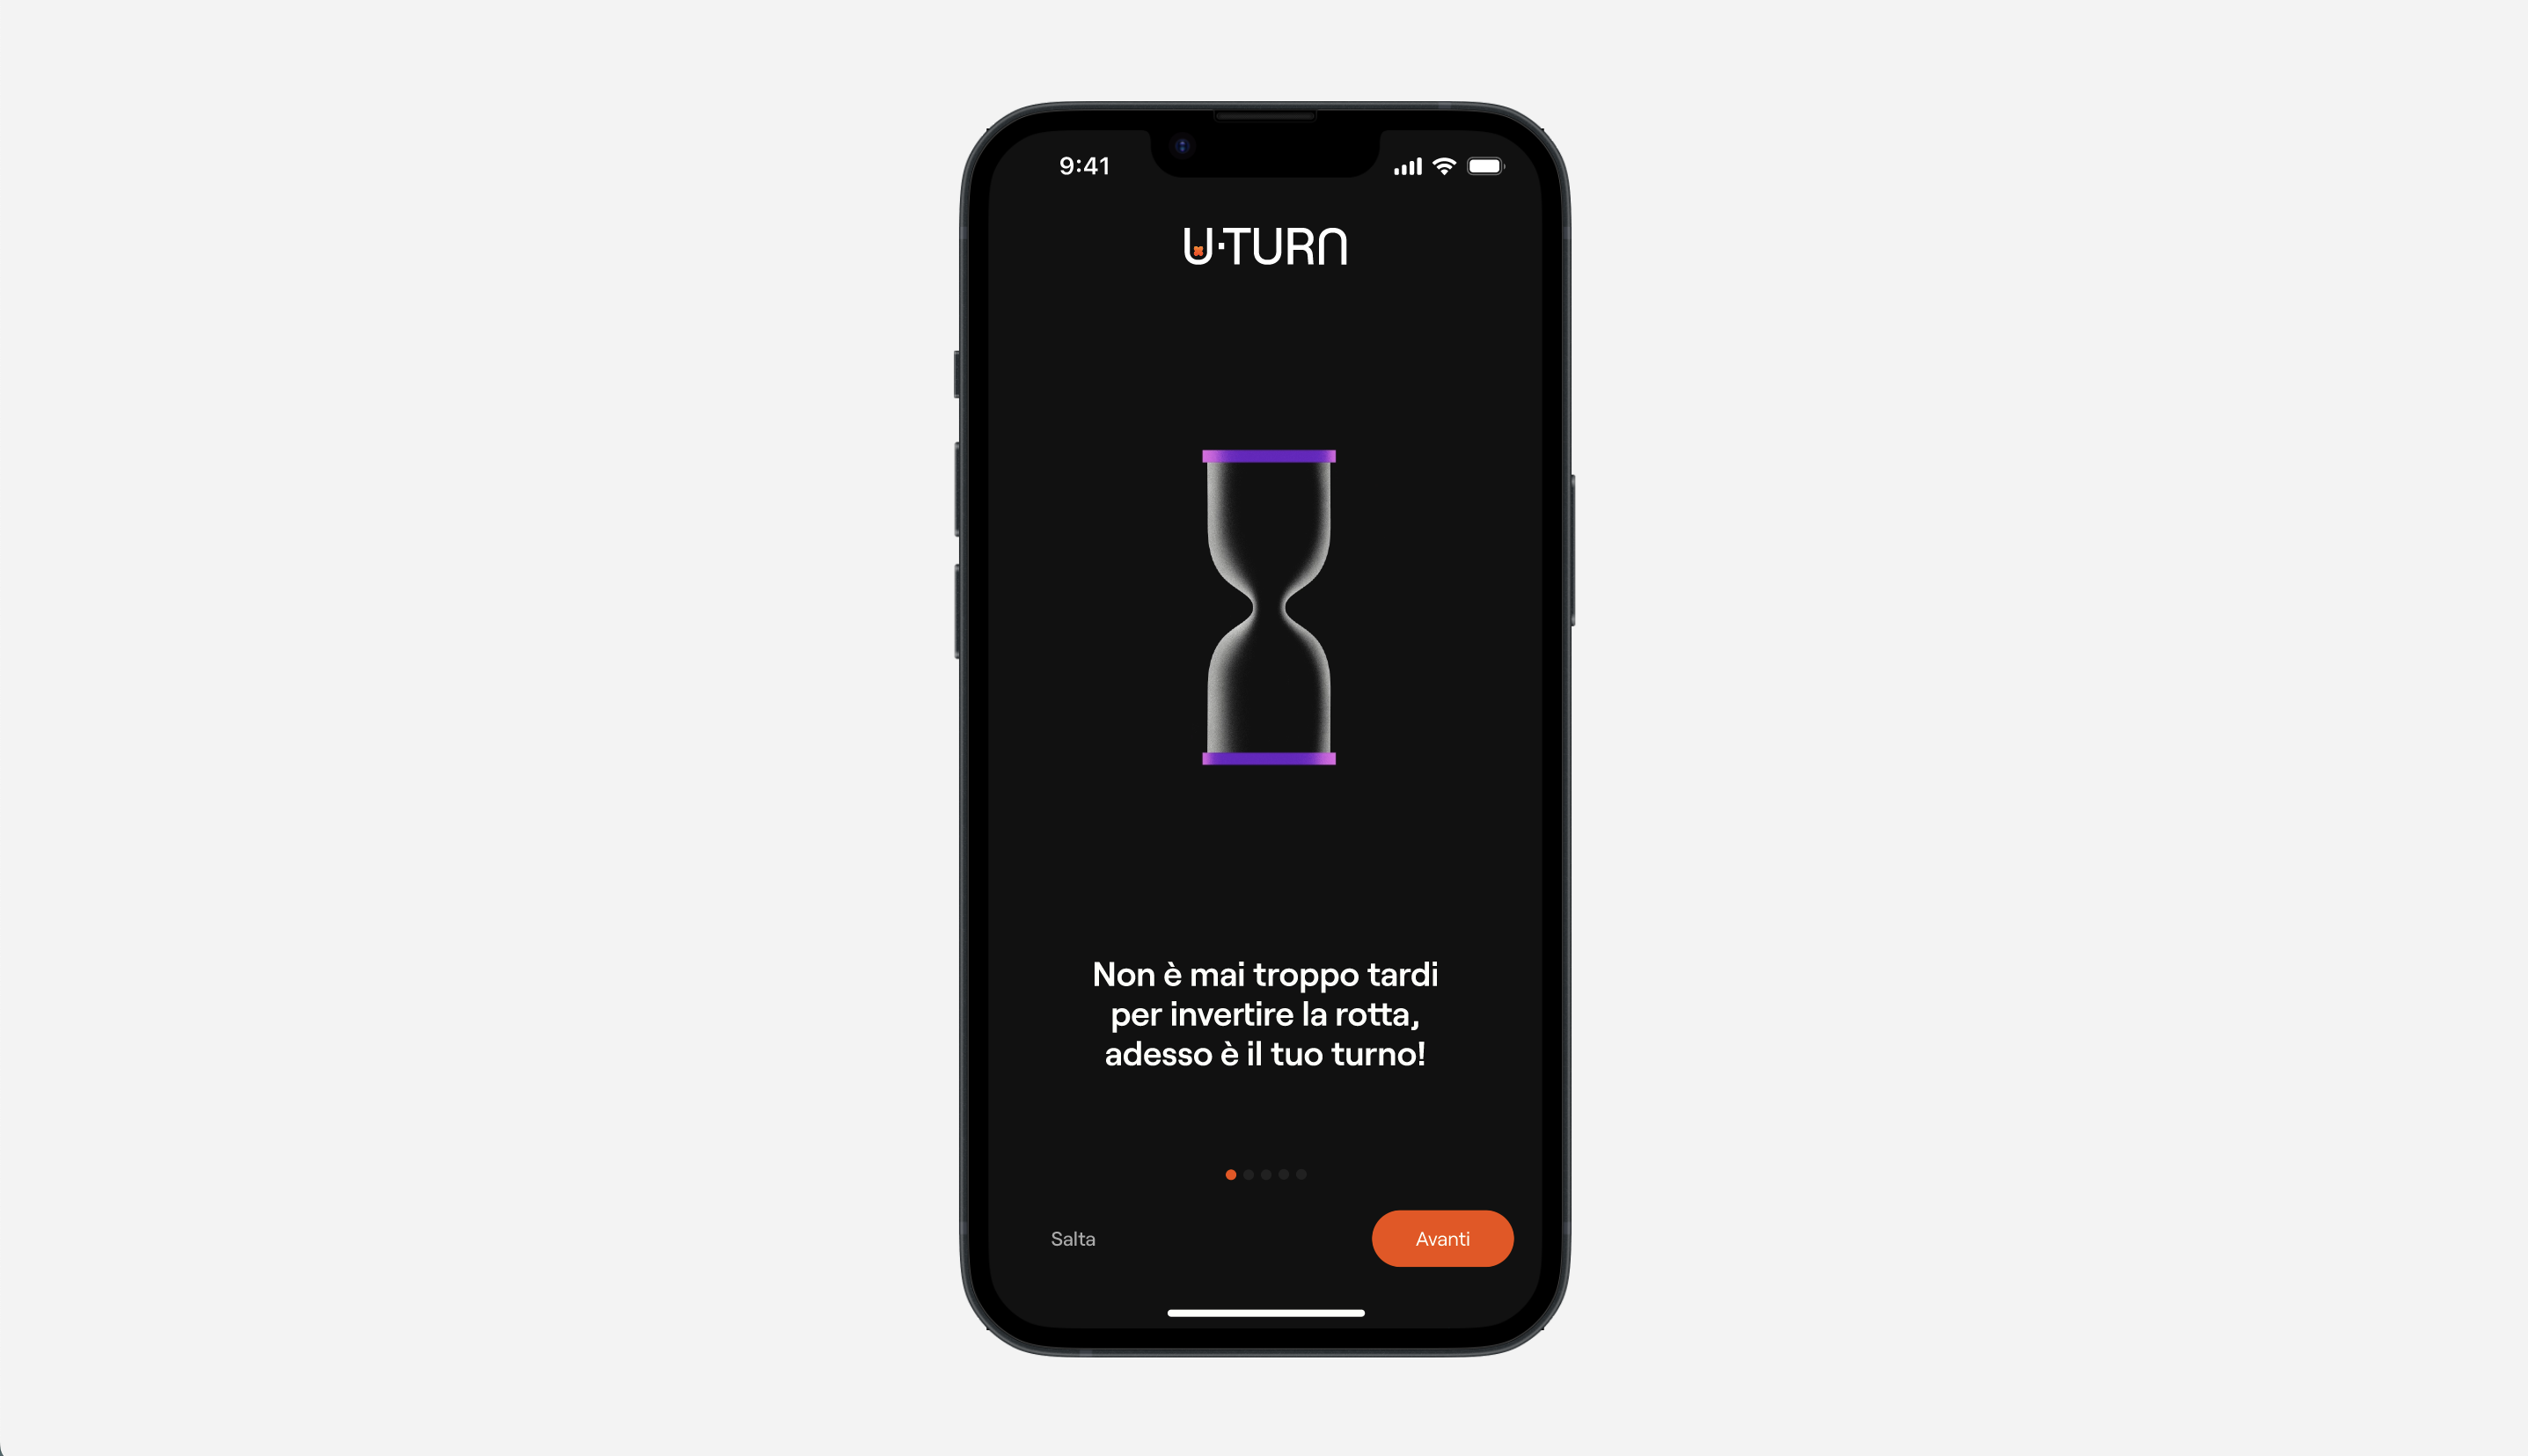 9:41
U·TURN
Non è mai troppo tardi
per invertire la rotta,
adesso è il tuo turno!
Salta
Avanti